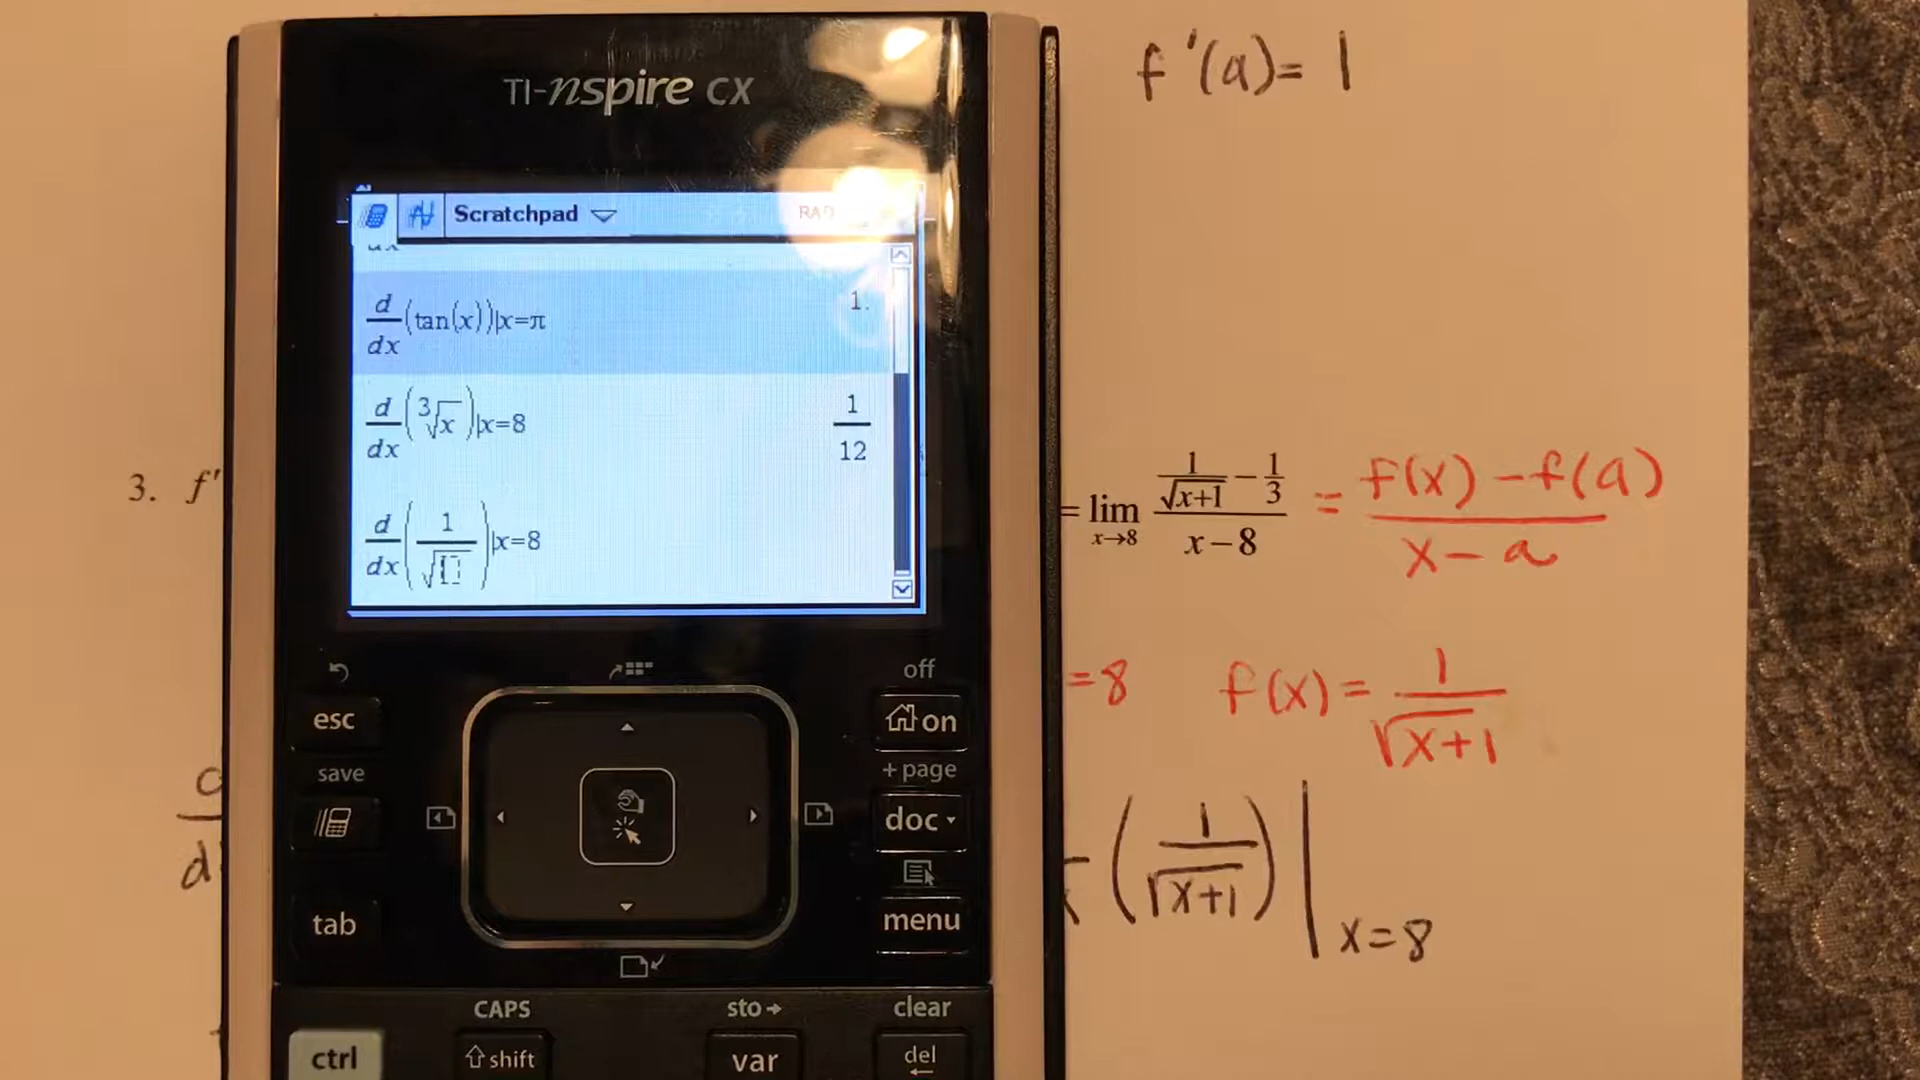 f'(a)= 1
TI-nspire CX
Scratchpad RAD
d/dx (tan(x))|x=π 1.
d/dx (³√x)|x=8 1/12
d/dx (1/√[])|x=8
3. f'
= lim x→8 (1/√x+1 − 1/3)/(x−8) = (f(x) − f(a))/(x − a)
=8 f(x) = 1/√x+1
(1/√x+1)| x=8
off
esc
on
save
+ page
doc
tab
menu
CAPS sto→ clear
ctrl shift var del